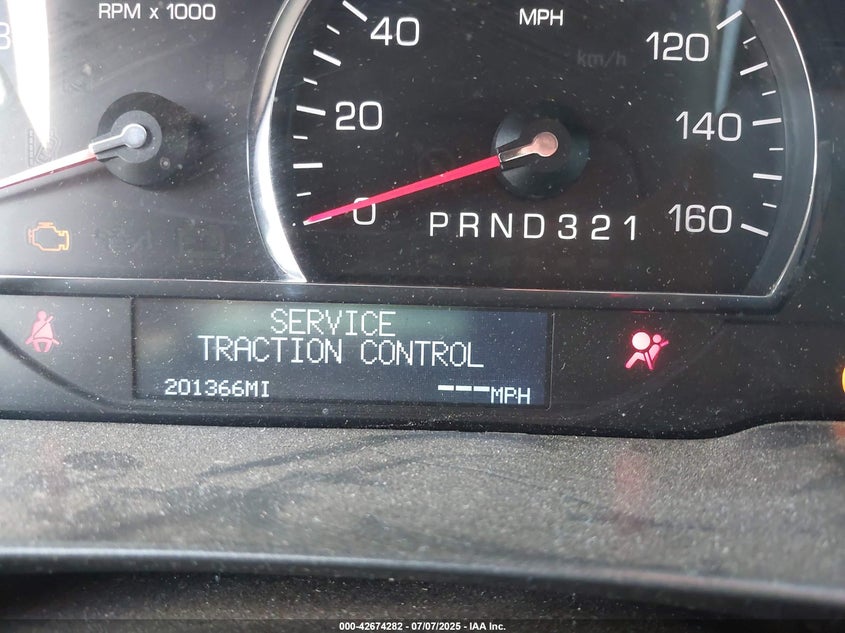 RPM x 1000
MPH
km/h
40
120
20
140
0
160
PRND321
SERVICE
TRACTION CONTROL
201366MI
---MPH
000-42674282 - 07/07/2025 - IAA Inc.